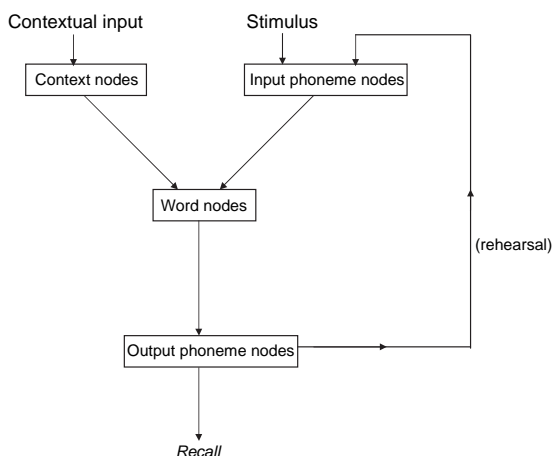 Contextual input
Stimulus
Context nodes
Input phoneme nodes
Word nodes
(rehearsal)
Output phoneme nodes
Recall